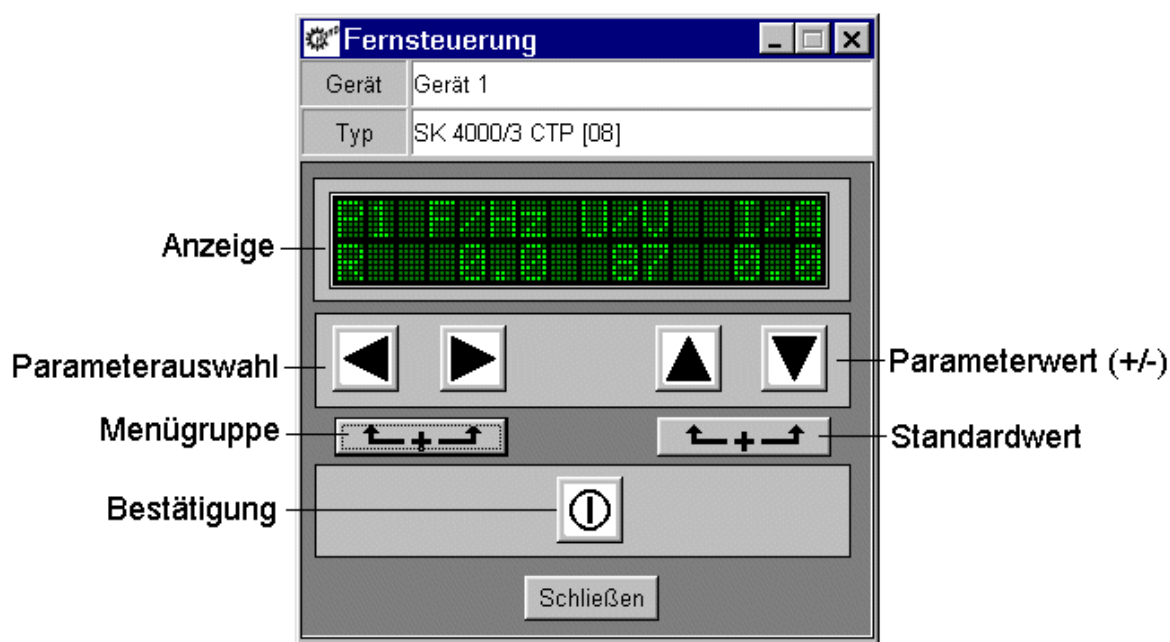 Fernsteuerung
Gerät Gerät 1
Typ SK 4000/3 CTP [08]
P1 F/Hz U/V I/A
Anzeige
R 0.0 87 0.0
Parameterauswahl
Parameterwert (+/-)
Menügruppe
+
+
Standardwert
Bestätigung
Schließen